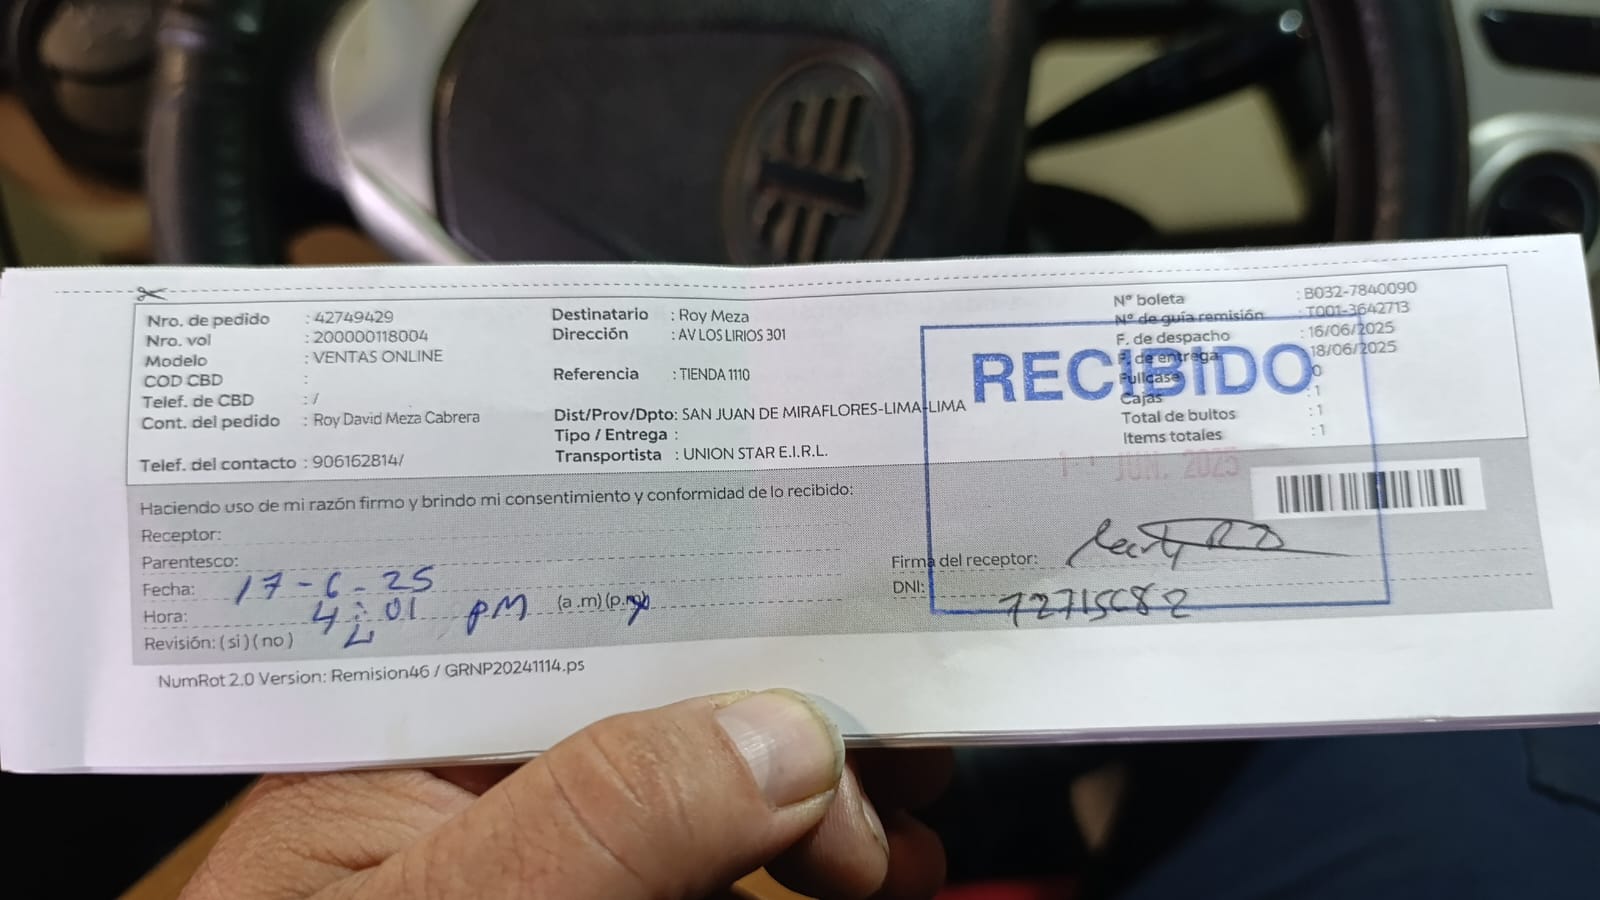 Nro. de pedido : 42749429
Nro. vol : 200000118004
Modelo : VENTAS ONLINE
COD CBD :
Telef. de CBD : /
Cont. del pedido : Roy David Meza Cabrera
Telef. del contacto : 906162814/
Destinatario : Roy Meza
Dirección : AV LOS LIRIOS 301
Referencia : TIENDA 1110
Dist/Prov/Dpto: SAN JUAN DE MIRAFLORES-LIMA-LIMA
Tipo / Entrega :
Transportista : UNION STAR E.I.R.L.
N° boleta : B032-7840090
N° de guía remisión : T001-3642713
F. de despacho : 16/06/2025
F. de entrega : 18/06/2025
Fullcase : 0
Cajas : 1
Total de bultos : 1
Items totales : 1
RECIBIDO
JUN. 2025
Haciendo uso de mi razón firmo y brindo mi consentimiento y conformidad de lo recibido:
Receptor:
Parentesco:
Fecha: 17-6-25
Hora: 4:01 PM (a .m) (p.m)
Revisión: ( si ) ( no )
Firma del receptor:
DNI: 72715682
NumRot 2.0 Version: Remision46 / GRNP20241114.ps